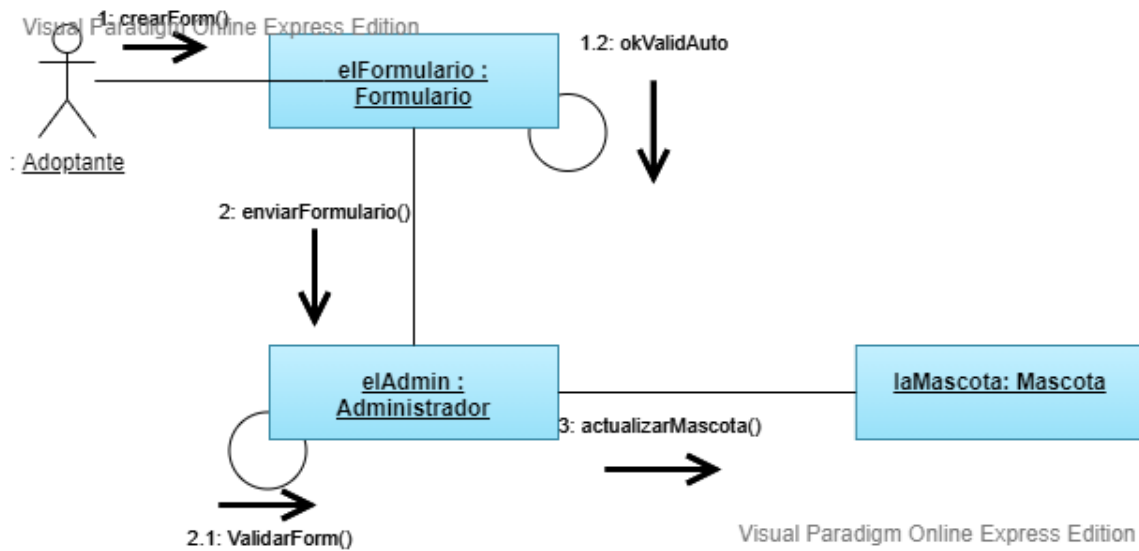 1: crearForm()
Visual Paradigm Online Express Edition
elFormulario :
Formulario
1.2: okValidAuto
: Adoptante
2: enviarFormulario()
elAdmin :
Administrador
laMascota: Mascota
3: actualizarMascota()
2.1: ValidarForm()
Visual Paradigm Online Express Edition